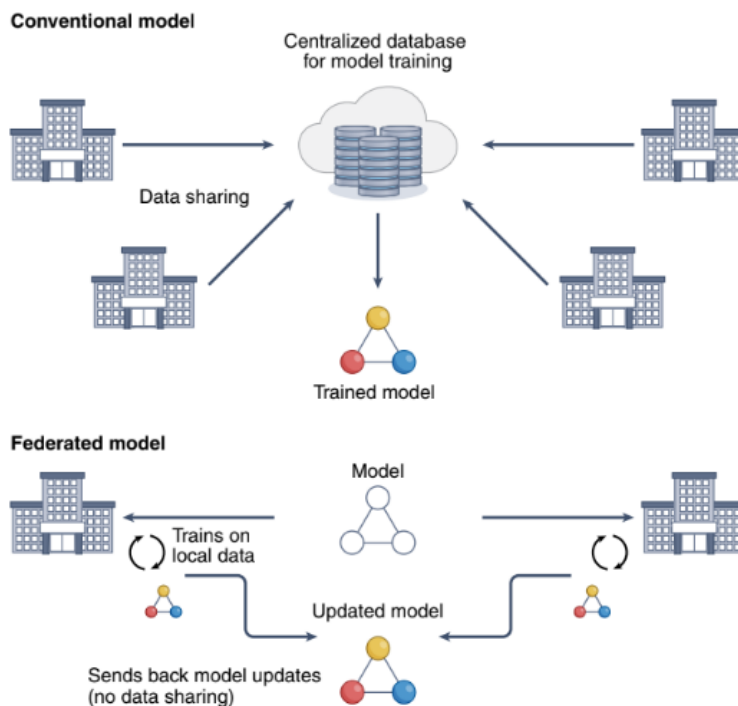 Conventional model
Centralized database
for model training
Data sharing
Trained model
Federated model
Model
Trains on
local data
Updated model
Sends back model updates
(no data sharing)